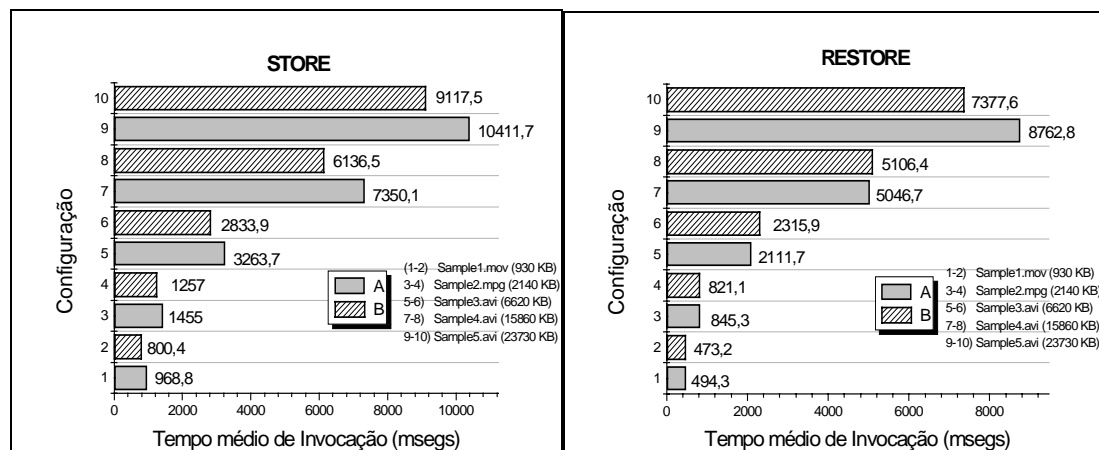 STORE
10
9117,5
9
10411,7
8
6136,5
7
7350,1
6
2833,9
5
3263,7
4
1257
3
1455
2
800,4
1
968,8
Configuração
A
B
(1-2) Sample1.mov (930 KB)
(3-4) Sample2.mpg (2140 KB)
5-6) Sample3.avi (6620 KB)
7-8) Sample4.avi (15860 KB)
9-10) Sample5.avi (23730 KB)
0 2000 4000 6000 8000 10000
Tempo médio de Invocação (msegs)
RESTORE
10
7377,6
9
8762,8
8
5106,4
7
5046,7
6
2315,9
5
2111,7
4
821,1
3
845,3
2
473,2
1
494,3
Configuração
A
B
1-2) Sample1.mov (930 KB)
3-4) Sample2.mpg (2140 KB)
5-6) Sample3.avi (6620 KB)
7-8) Sample4.avi (15860 KB)
9-10) Sample5.avi (23730 KB)
0 2000 4000 6000 8000
Tempo médio de Invocação (msegs)